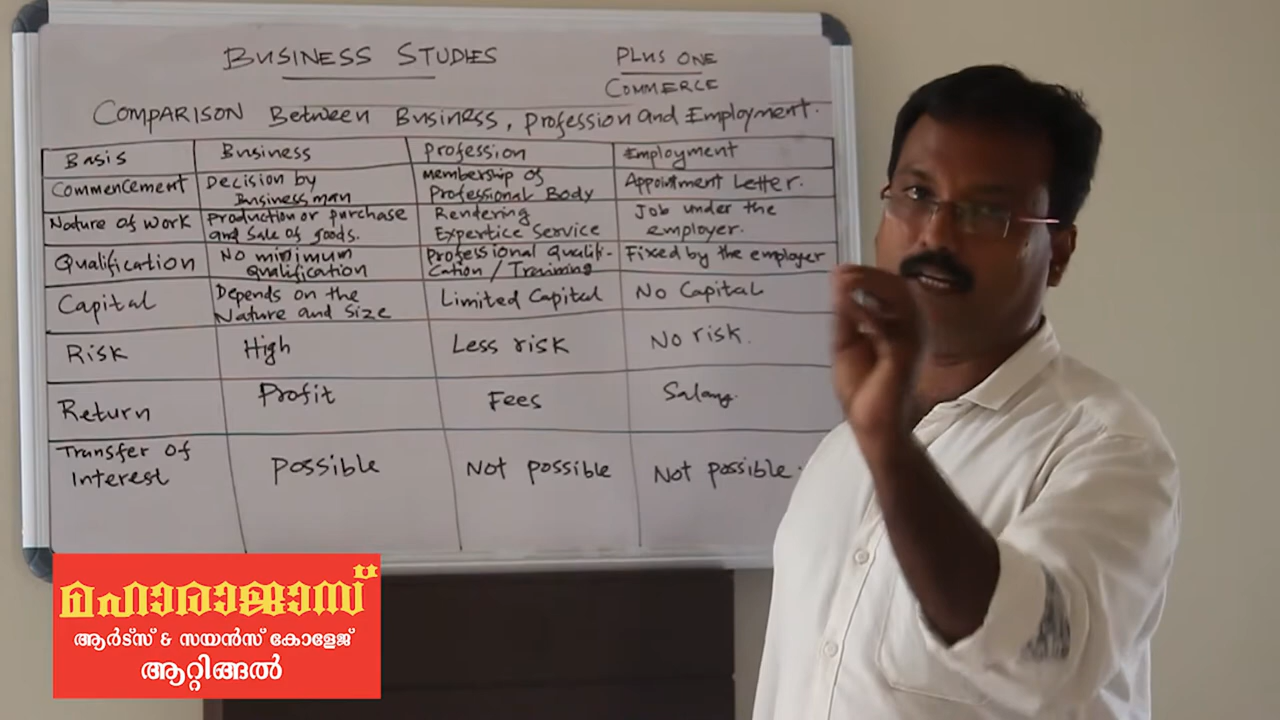 BUSINESS STUDIES
PLUS ONE
COMMERCE
COMPARISON Between Business, Profession and Employment.
Basis Business Profession Employment
Commencement Decision by Businessman Membership of Professional Body Appointment Letter.
Nature of work Production or purchase and Sale of goods. Rendering Expertice Service Job under the employer.
Qualification No minimum Qualification Professional Qualifi-cation / Training Fixed by the employer
Capital Depends on the Nature and Size Limited Capital No Capital
Risk High Less risk No risk.
Return Profit Fees Salary.
Transfer of Interest Possible Not possible Not possible.
മഹാരാജാസ്
ആർട്സ് & സയൻസ് കോളേജ്
ആറ്റിങ്ങൽ